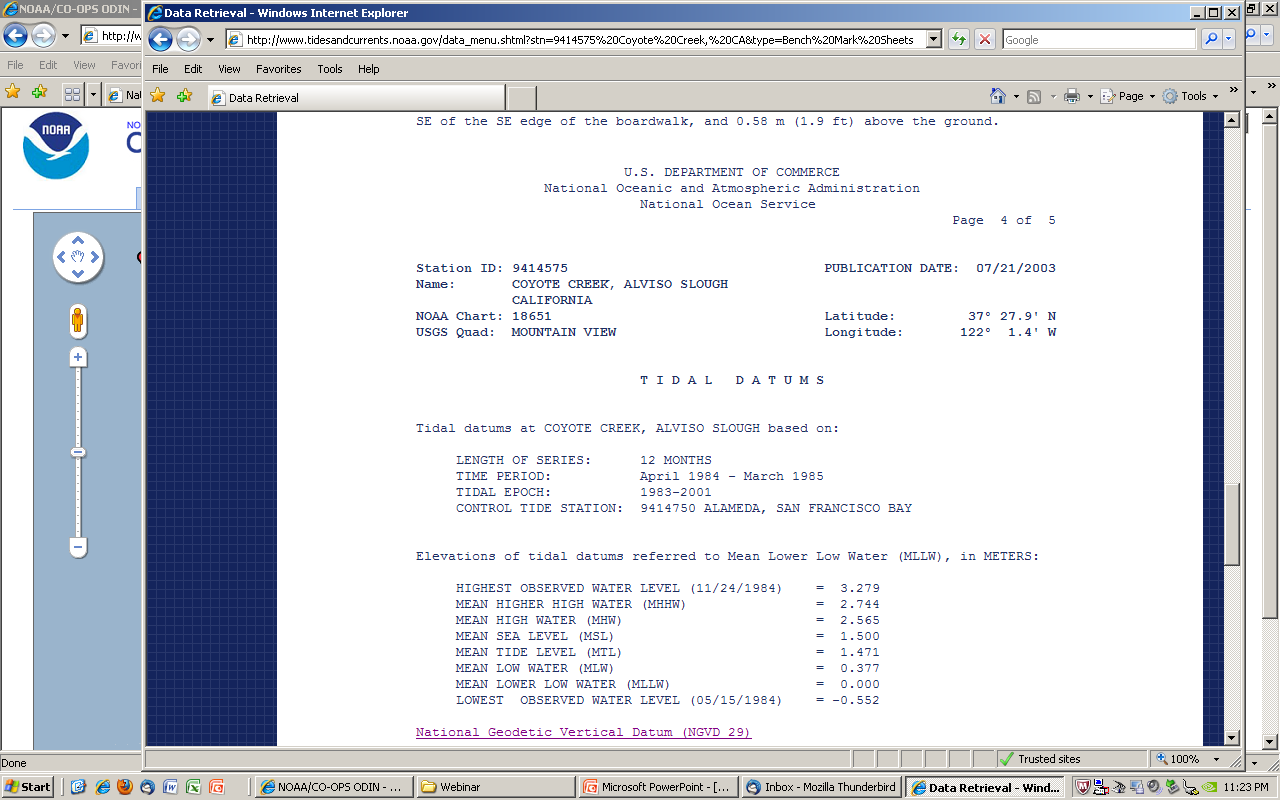 NOAA/CO-OPS ODIN -
Data Retrieval - Windows Internet Explorer
http://w
http://www.tidesandcurrents.noaa.gov/data_menu.shtml?stn=9414575%20Coyote%20Creek,%20CA&type=Bench%20Mark%20Sheets
Google
File Edit View Favori
File Edit View Favorites Tools Help
Nat
Data Retrieval
Page Tools
NOAA
NO
SE of the SE edge of the boardwalk, and 0.58 m (1.9 ft) above the ground.
U.S. DEPARTMENT OF COMMERCE
National Oceanic and Atmospheric Administration
National Ocean Service
Page 4 of 5
Station ID: 9414575 PUBLICATION DATE: 07/21/2003
Name: COYOTE CREEK, ALVISO SLOUGH
CALIFORNIA
NOAA Chart: 18651 Latitude: 37° 27.9' N
USGS Quad: MOUNTAIN VIEW Longitude: 122° 1.4' W
T I D A L D A T U M S
Tidal datums at COYOTE CREEK, ALVISO SLOUGH based on:
LENGTH OF SERIES: 12 MONTHS
TIME PERIOD: April 1984 - March 1985
TIDAL EPOCH: 1983-2001
CONTROL TIDE STATION: 9414750 ALAMEDA, SAN FRANCISCO BAY
Elevations of tidal datums referred to Mean Lower Low Water (MLLW), in METERS:
HIGHEST OBSERVED WATER LEVEL (11/24/1984) = 3.279
MEAN HIGHER HIGH WATER (MHHW) = 2.744
MEAN HIGH WATER (MHW) = 2.565
MEAN SEA LEVEL (MSL) = 1.500
MEAN TIDE LEVEL (MTL) = 1.471
MEAN LOW WATER (MLW) = 0.377
MEAN LOWER LOW WATER (MLLW) = 0.000
LOWEST OBSERVED WATER LEVEL (05/15/1984) = -0.552
National Geodetic Vertical Datum (NGVD 29)
Done
Trusted sites 100%
Start NOAA/CO-OPS ODIN - ... Webinar Microsoft PowerPoint - [... Inbox - Mozilla Thunderbird Data Retrieval - Wind... 11:23 PM